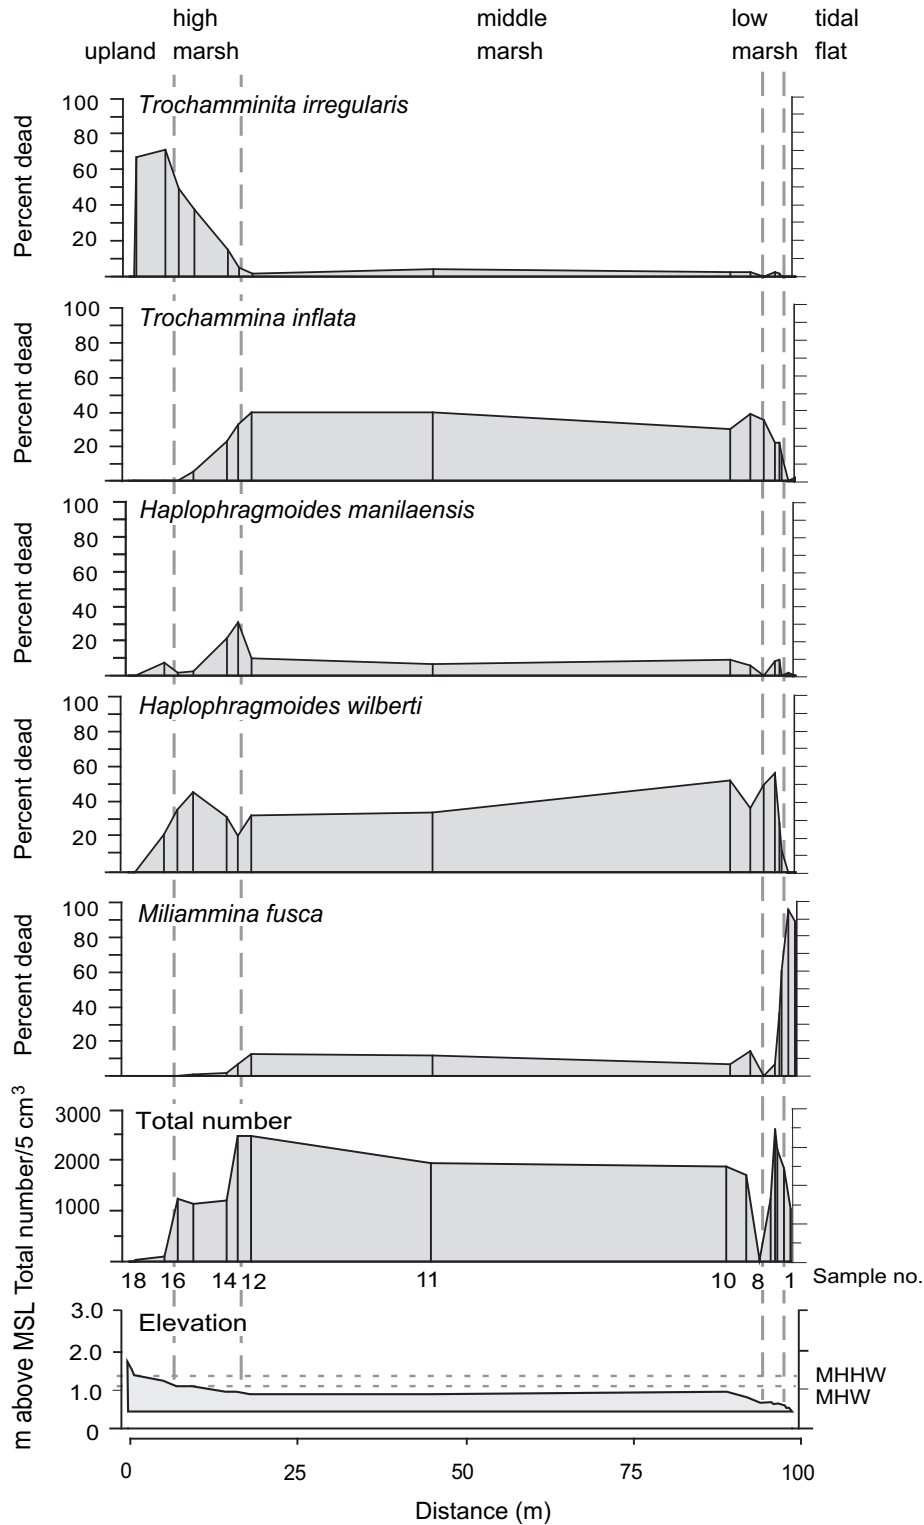 high middle low tidal
upland marsh marsh marsh flat
Trochamminita irregularis
Percent dead
100
80
60
40
20
Trochammina inflata
Percent dead
100
80
60
40
20
Haplophragmoides manilaensis
Percent dead
100
80
60
40
20
Haplophragmoides wilberti
Percent dead
100
80
60
40
20
Miliammina fusca
Percent dead
100
80
60
40
20
Total number
Total number/5 cm³
3000
2000
1000
18 16 14 12 11 10 8 1 Sample no.
Elevation
m above MSL
3.0
2.0
1.0
0
MHHW
MHW
0 25 50 75 100
Distance (m)